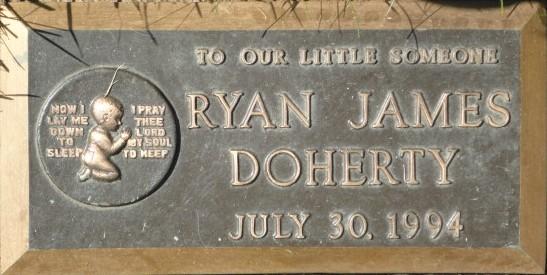 TO OUR LITTLE SOMEONE
RYAN JAMES
DOHERTY
JULY 30, 1994
NOW I
LAY ME
DOWN
TO
SLEEP
I PRAY
THEE
LORD
MY SOUL
TO KEEP